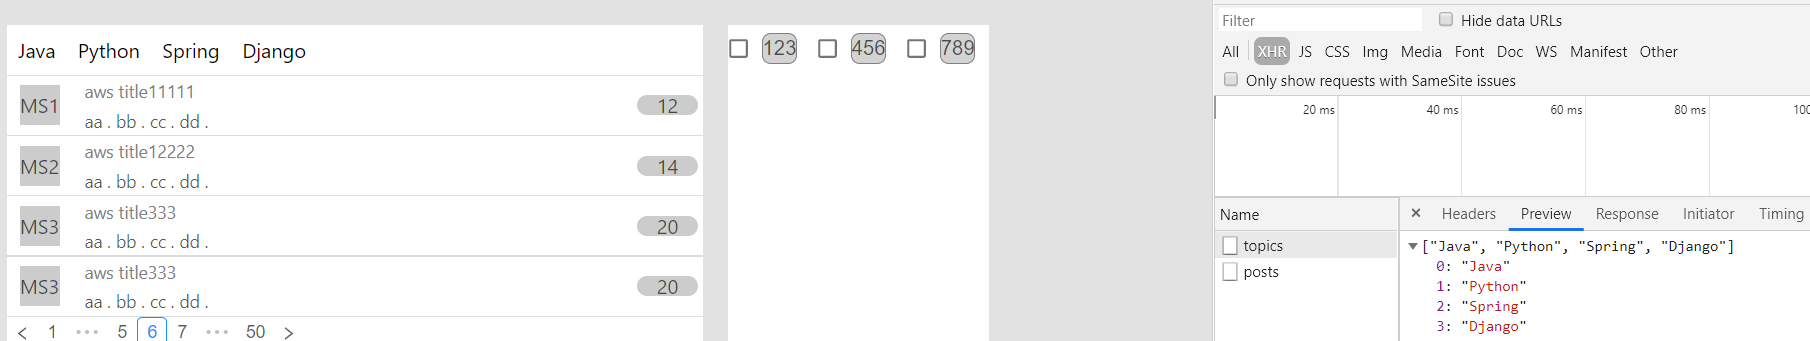 Java Python Spring Django
MS1 aws title11111
aa . bb . cc . dd .
12
MS2 aws title12222
aa . bb . cc . dd .
14
MS3 aws title333
aa . bb . cc . dd .
20
MS3 aws title333
aa . bb . cc . dd .
20
< 1 ••• 5 6 7 ••• 50 >
123 456 789
Filter Hide data URLs
All XHR JS CSS Img Media Font Doc WS Manifest Other
Only show requests with SameSite issues
20 ms 40 ms 60 ms 80 ms 100
Name × Headers Preview Response Initiator Timing
topics
posts
▼["Java", "Python", "Spring", "Django"]
0: "Java"
1: "Python"
2: "Spring"
3: "Django"